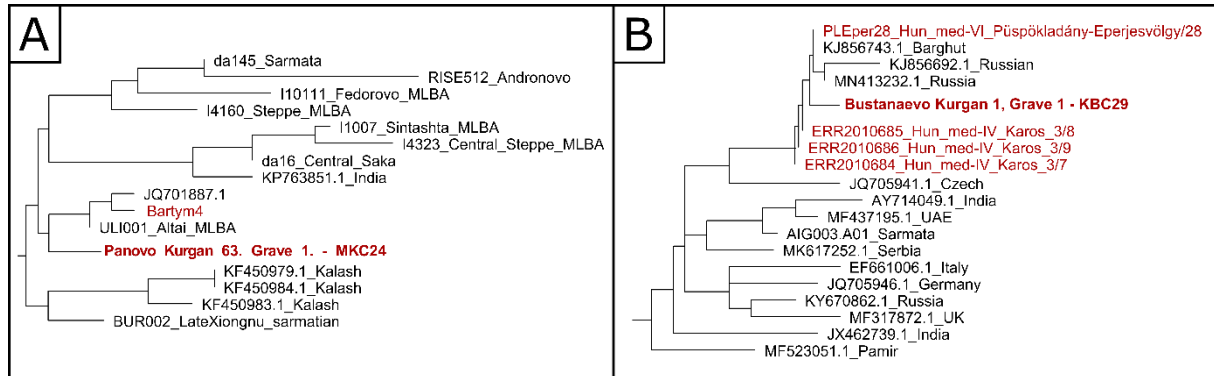 A
da145_Sarmata
RISE512_Andronovo
I10111_Fedorovo_MLBA
I4160_Steppe_MLBA
I1007_Sintashta_MLBA
I4323_Central_Steppe_MLBA
da16_Central_Saka
KP763851.1_India
JQ701887.1
Bartym4
ULI001_Altai_MLBA
Panovo Kurgan 63. Grave 1. - MKC24
KF450979.1_Kalash
KF450984.1_Kalash
KF450983.1_Kalash
BUR002_LateXiongnu_sarmatian
B
PLEper28_Hun_med-VI_Püspökladány-Eperjesvölgy/28
KJ856743.1_Barghut
KJ856692.1_Russian
MN413232.1_Russia
Bustanaevo Kurgan 1, Grave 1 - KBC29
ERR2010685_Hun_med-IV_Karos_3/8
ERR2010686_Hun_med-IV_Karos_3/9
ERR2010684_Hun_med-IV_Karos_3/7
JQ705941.1_Czech
AY714049.1_India
MF437195.1_UAE
AIG003.A01_Sarmata
MK617252.1_Serbia
EF661006.1_Italy
JQ705946.1_Germany
KY670862.1_Russia
MF317872.1_UK
JX462739.1_India
MF523051.1_Pamir